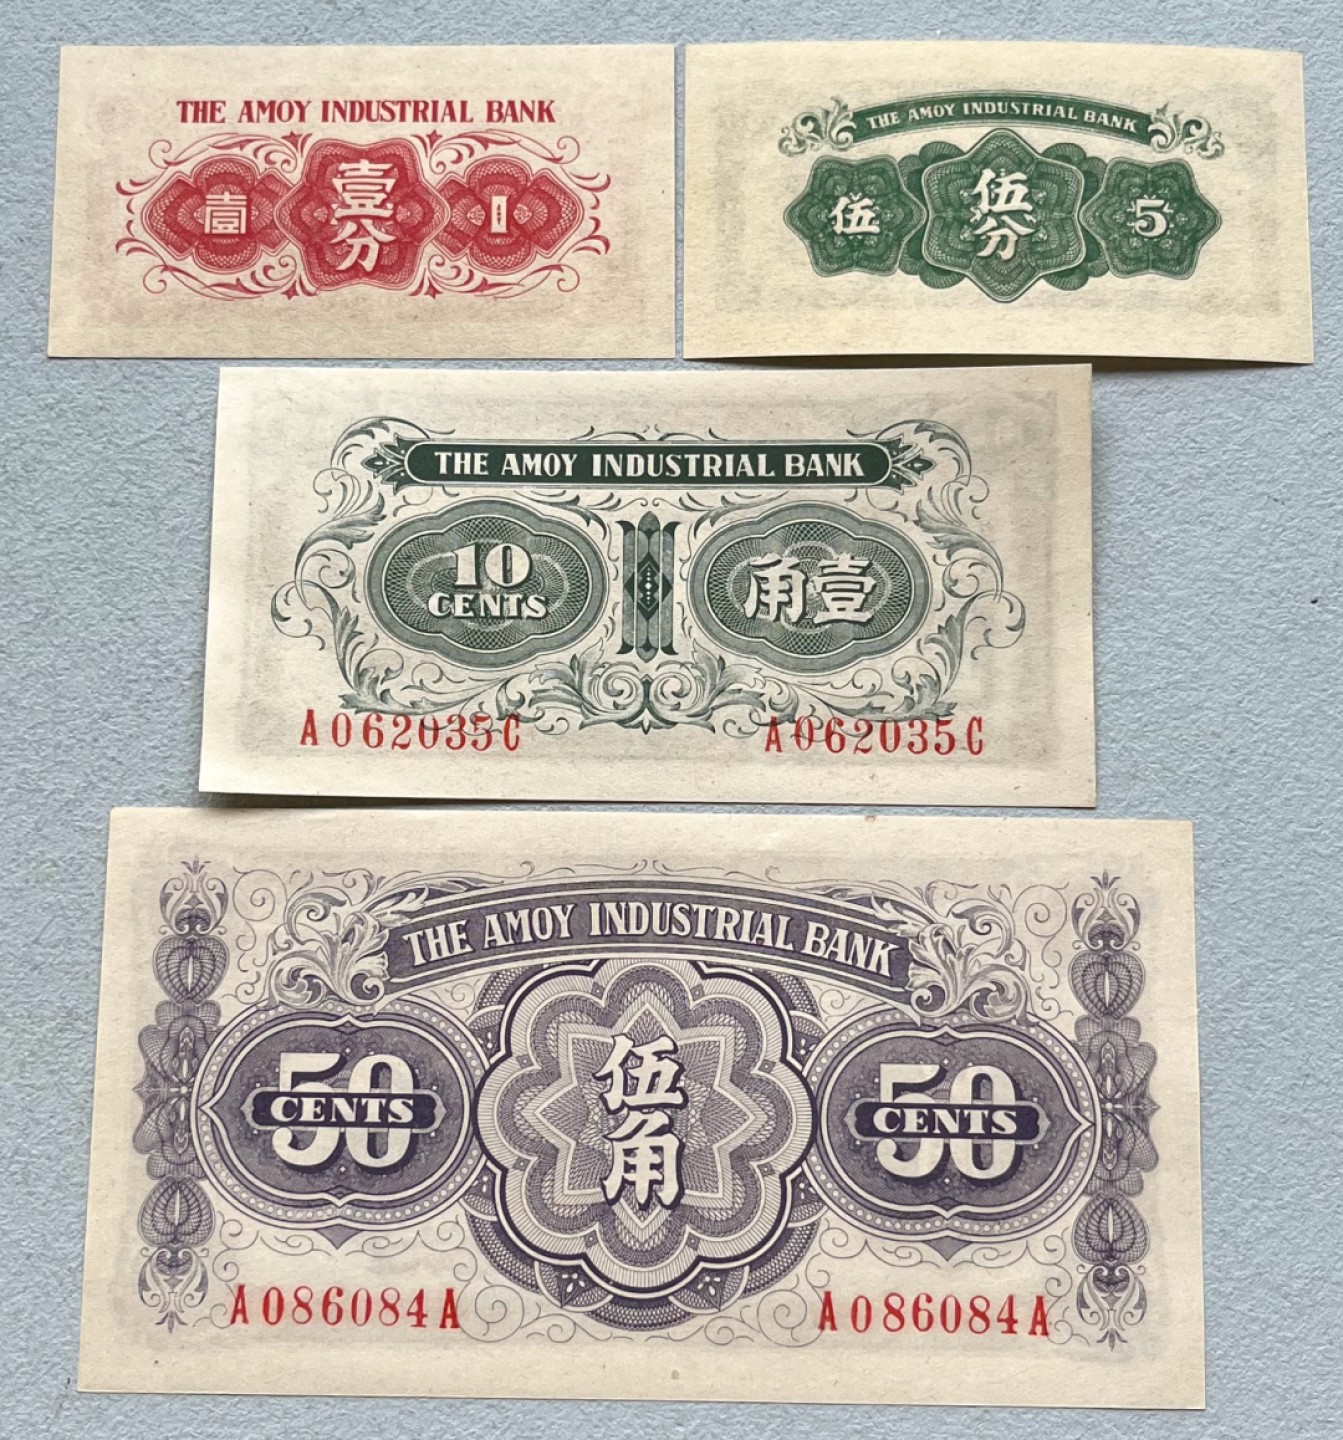 THE AMOY INDUSTRIAL BANK
壹
壹分
1
THE AMOY INDUSTRIAL BANK
伍
伍分
5
THE AMOY INDUSTRIAL BANK
10
CENTS
角壹
A062035C
A062035C
THE AMOY INDUSTRIAL BANK
50
CENTS
伍角
50
CENTS
A086084A
A086084A